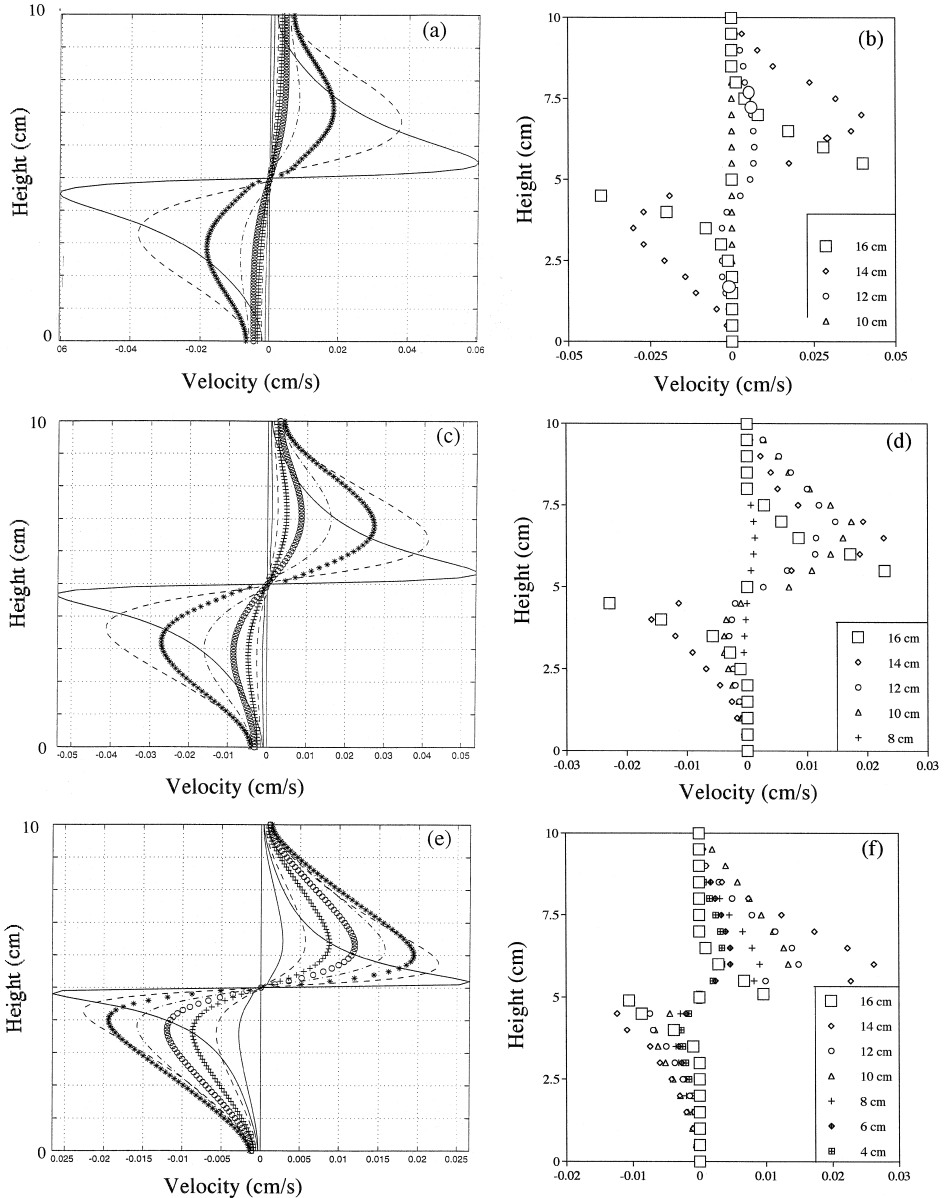 10
(a)
Height (cm)
0
06
-0.04
-0.02
0
0.02
0.04
0.06
Velocity (cm/s)
10
(b)
7.5
Height (cm)
5
2.5
0
16 cm
14 cm
12 cm
10 cm
-0.05
-0.025
0
0.025
0.05
Velocity (cm/s)
10
(c)
Height (cm)
0
-0.05
-0.04
-0.03
-0.02
-0.01
0
0.01
0.02
0.03
0.04
0.05
Velocity (cm/s)
10
(d)
7.5
Height (cm)
5
2.5
0
16 cm
14 cm
12 cm
10 cm
8 cm
-0.03
-0.02
-0.01
0
0.01
0.02
0.03
Velocity (cm/s)
10
(e)
Height (cm)
0
0.025
-0.02
-0.015
-0.01
-0.005
0
0.005
0.01
0.015
0.02
0.025
Velocity (cm/s)
10
(f)
7.5
Height (cm)
5
2.5
0
16 cm
14 cm
12 cm
10 cm
8 cm
6 cm
4 cm
-0.02
-0.01
0
0.01
0.02
0.03
Velocity (cm/s)